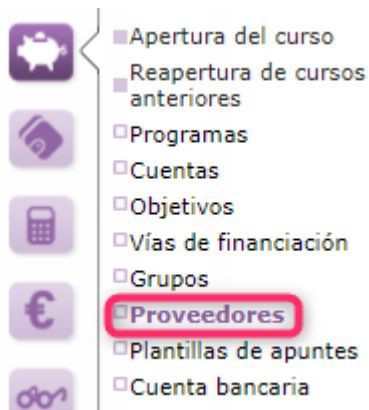 Apertura del curso
Reapertura de cursos
anteriores
Programas
Cuentas
Objetivos
Vías de financiación
Grupos
Proveedores
Plantillas de apuntes
Cuenta bancaria
€